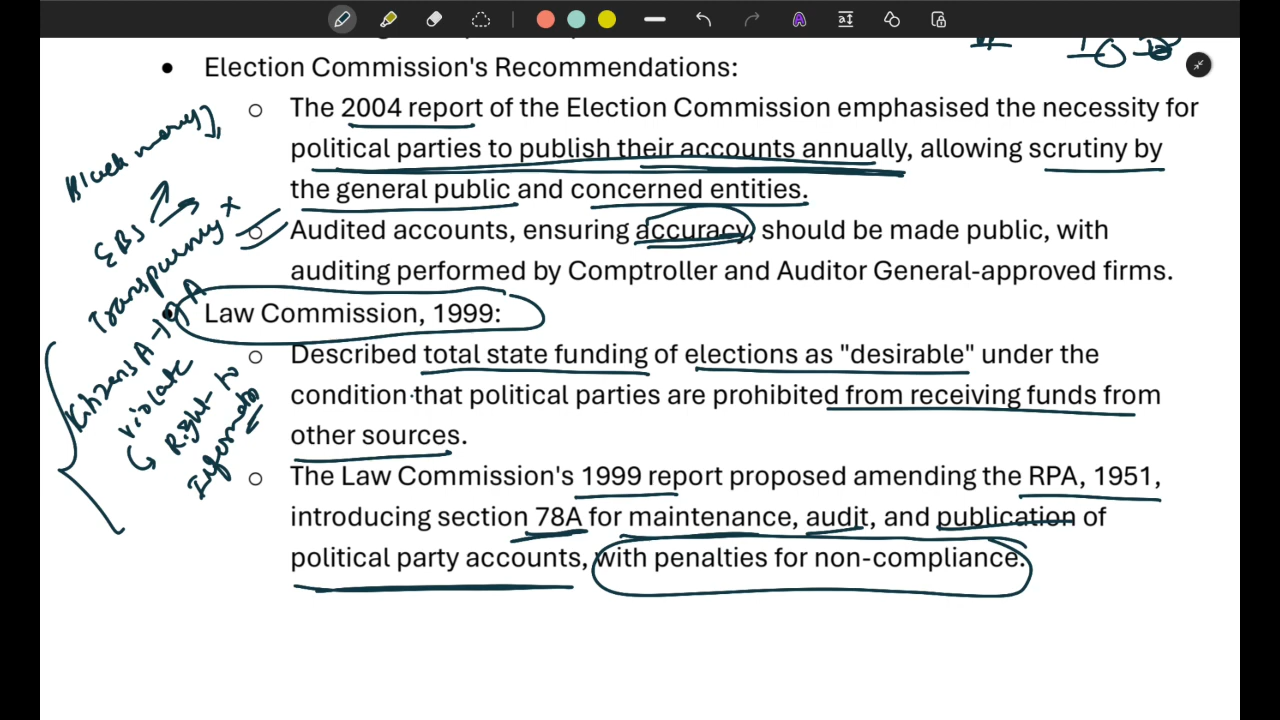 Election Commission's Recommendations:
The 2004 report of the Election Commission emphasised the necessity for
political parties to publish their accounts annually, allowing scrutiny by
the general public and concerned entities.
Audited accounts, ensuring accuracy, should be made public, with
auditing performed by Comptroller and Auditor General-approved firms.
Law Commission, 1999:
Described total state funding of elections as "desirable" under the
condition that political parties are prohibited from receiving funds from
other sources.
The Law Commission's 1999 report proposed amending the RPA, 1951,
introducing section 78A for maintenance, audit, and publication of
political party accounts, with penalties for non-compliance.
Black money
EBs
Transparency x
Citizens A-19 A
violate
Right to
Information